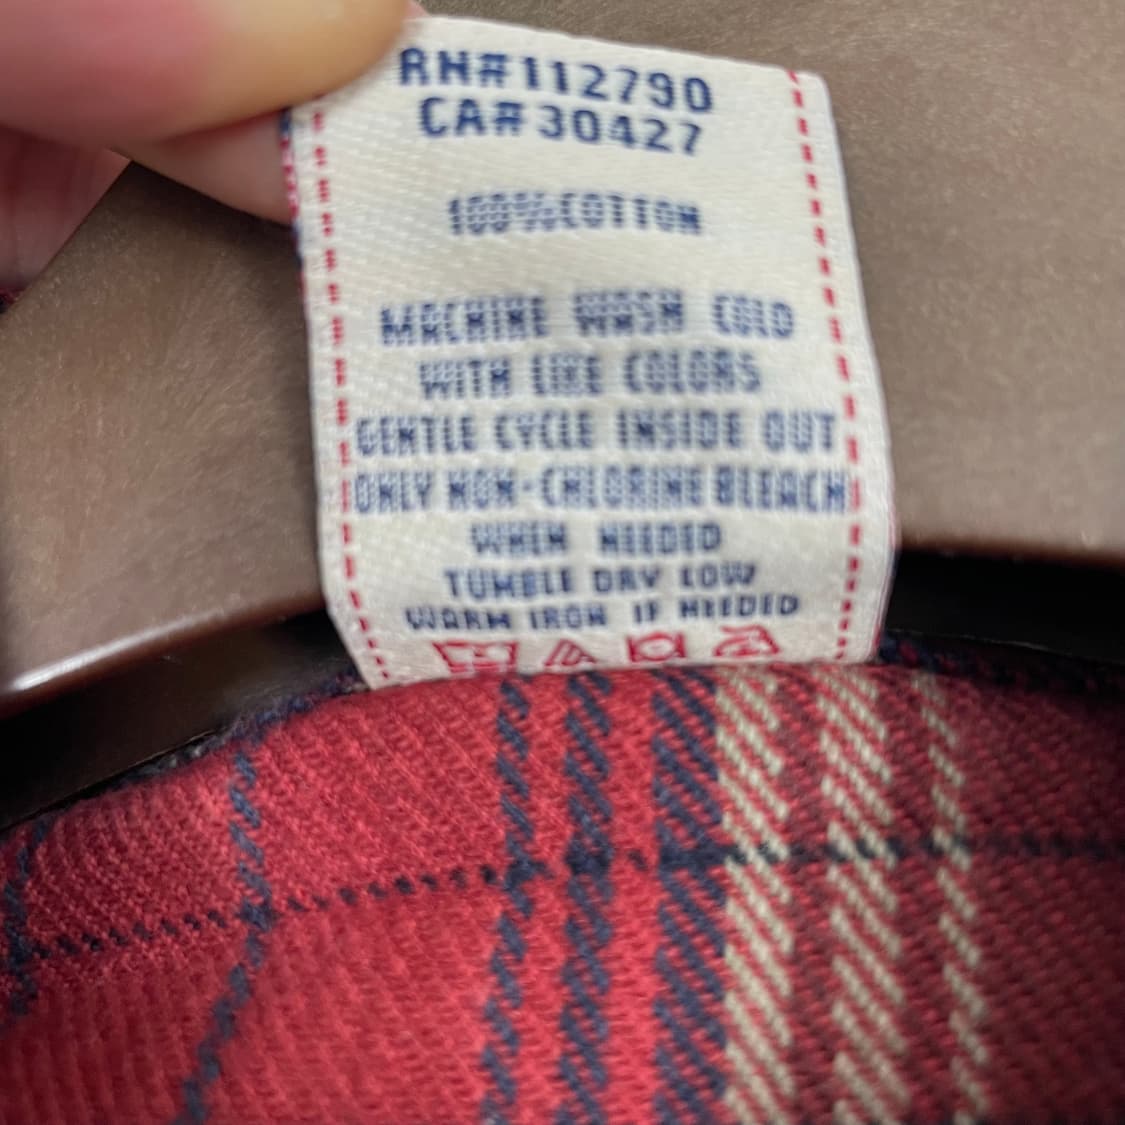 RN#112790
CA#30427
100%COTTON
MACHINE WASH COLD
WITH LIKE COLORS
GENTLE CYCLE INSIDE OUT
ONLY NON-CHLORINE BLEACH
WHEN NEEDED
TUMBLE DRY LOW
WARM IRON IF NEEDED